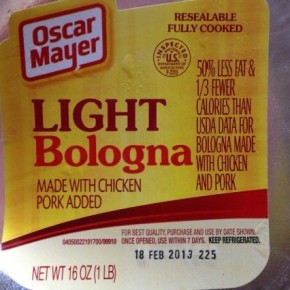 Oscar
Mayer
RESEALABLE
FULLY COOKED
INSPECTED
U.S.
DEPARTMENT OF
AGRICULTURE
LIGHT
Bologna
50% LESS FAT &
1/3 FEWER
CALORIES THAN
USDA DATA FOR
BOLOGNA MADE
WITH CHICKEN
AND PORK
MADE WITH CHICKEN
PORK ADDED
FOR BEST QUALITY, PURCHASE AND USE BY DATE SHOWN.
ONCE OPENED, USE WITHIN 7 DAYS. KEEP REFRIGERATED.
18 FEB 2013 225
NET WT 16 OZ (1 LB)